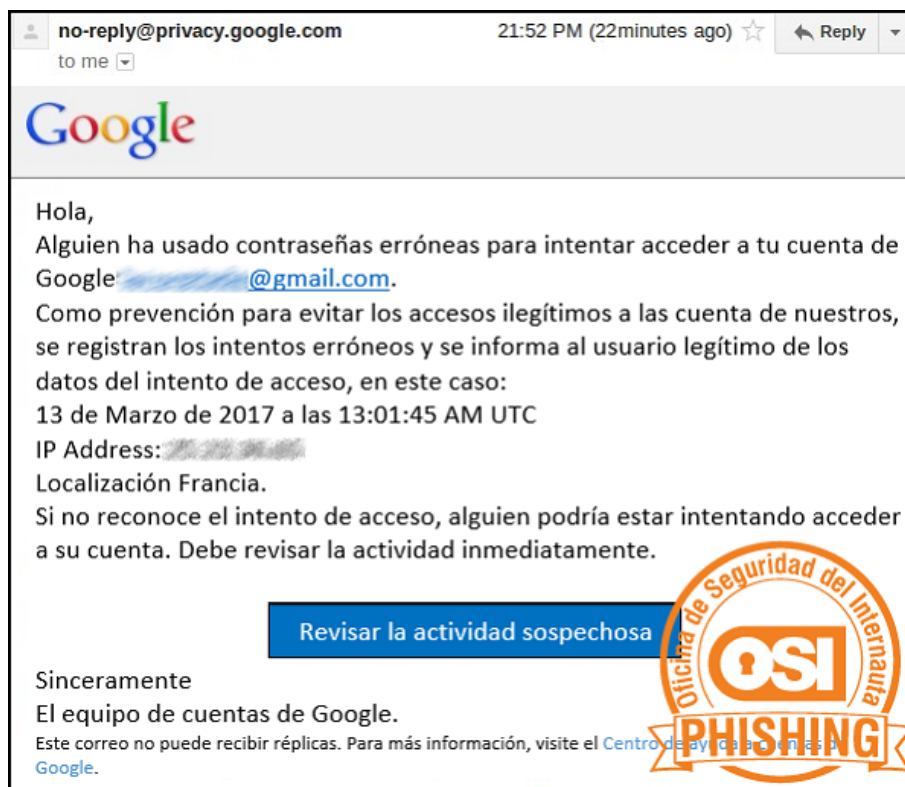 no-reply@privacy.google.com 21:52 PM (22minutes ago) Reply
to me
Google
Hola,
Alguien ha usado contraseñas erróneas para intentar acceder a tu cuenta de
Google @gmail.com.
Como prevención para evitar los accesos ilegítimos a las cuenta de nuestros,
se registran los intentos erróneos y se informa al usuario legítimo de los
datos del intento de acceso, en este caso:
13 de Marzo de 2017 a las 13:01:45 AM UTC
IP Address:
Localización Francia.
Si no reconoce el intento de acceso, alguien podría estar intentando acceder
a su cuenta. Debe revisar la actividad inmediatamente.
Revisar la actividad sospechosa
Sinceramente
El equipo de cuentas de Google.
Este correo no puede recibir réplicas. Para más información, visite el Centro de ayuda a cuentas de
Google.
Oficina de Seguridad del Internauta
OSI
PHISHING